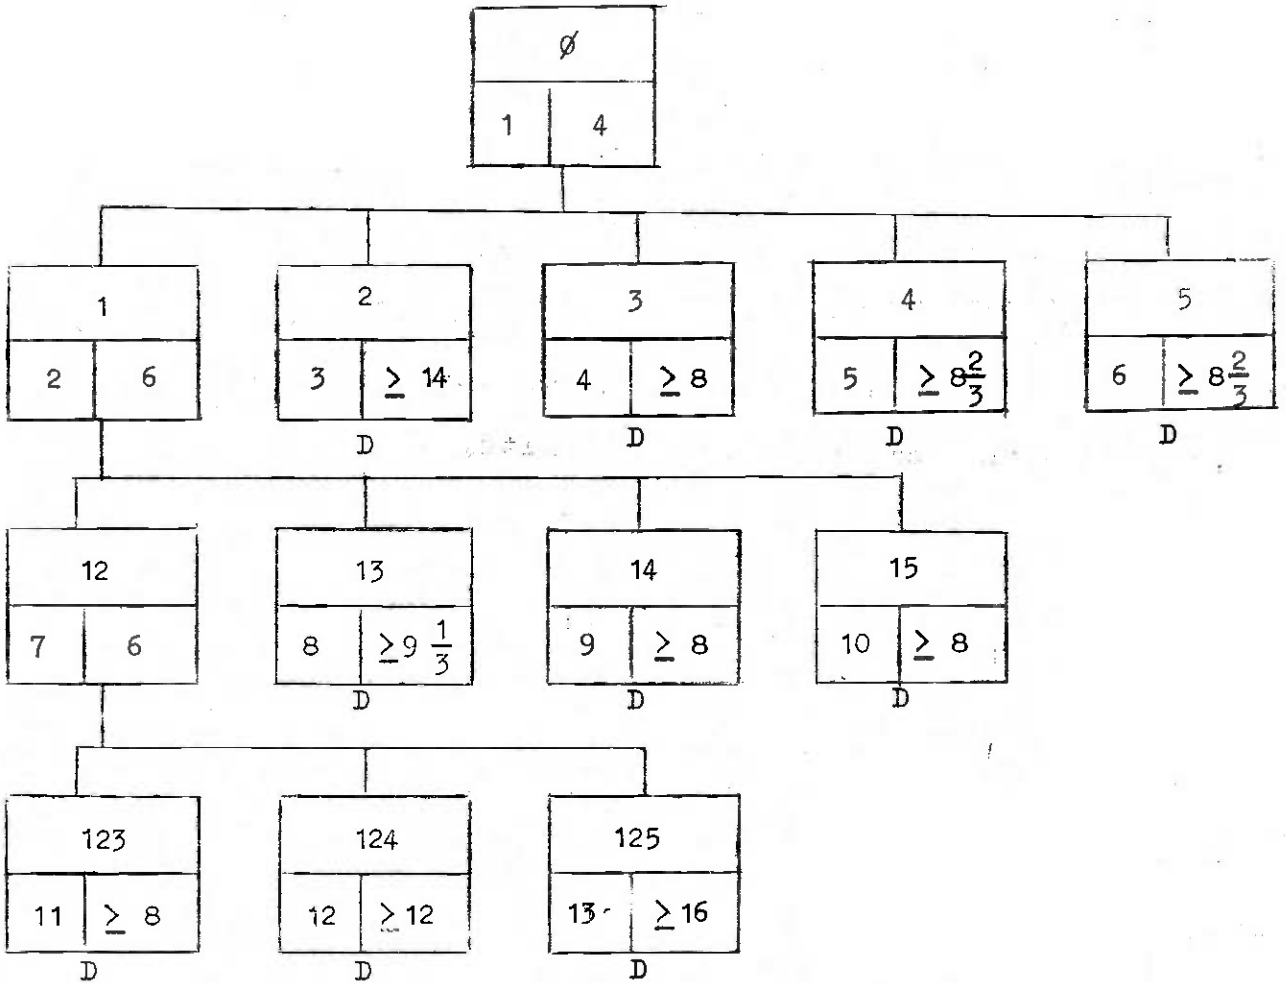 ∅
1 4
1 2 3 4 5
2 6 3 ≥ 14 4 ≥ 8 5 ≥ 8 2/3 6 ≥ 8 2/3
D D D D
12 13 14 15
7 6 8 ≥ 9 1/3 9 ≥ 8 10 ≥ 8
D D D
123 124 125
11 ≥ 8 12 ≥ 12 13 ≥ 16
D D D